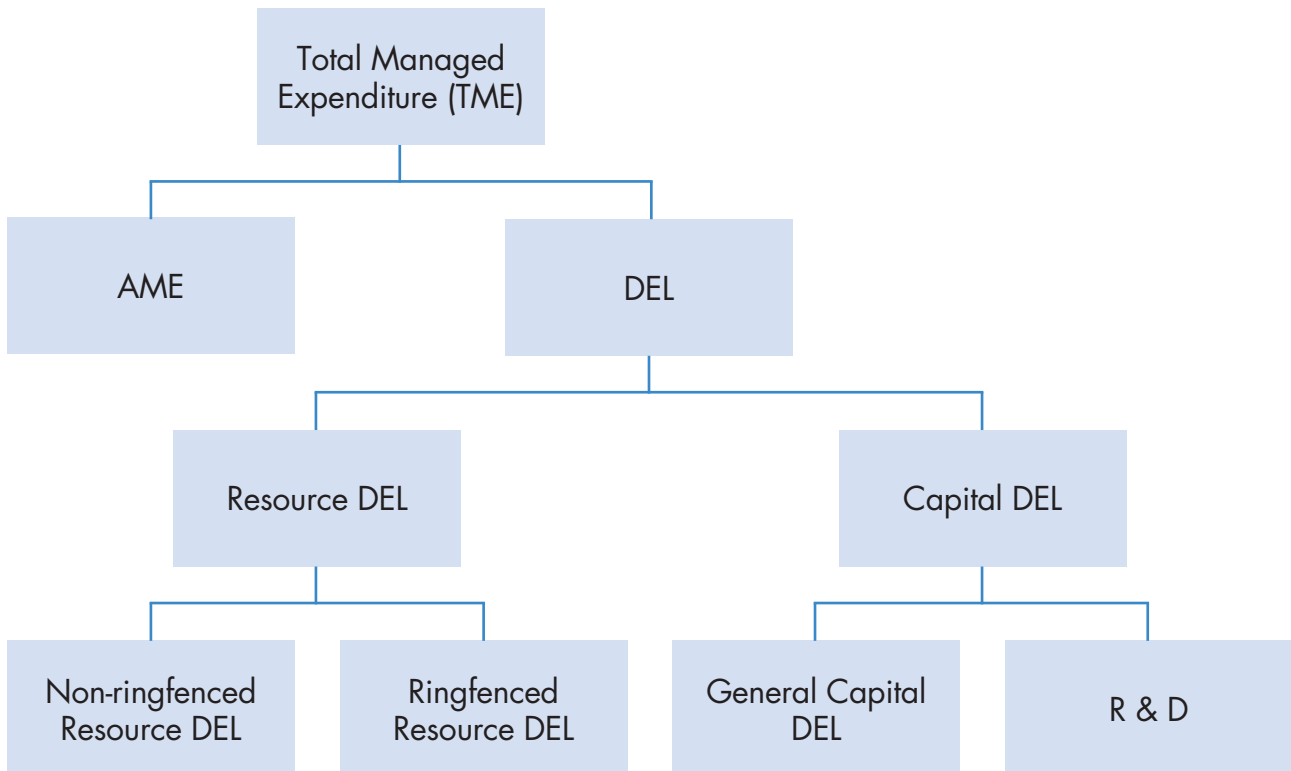 Total Managed
Expenditure (TME)
AME
DEL
Resource DEL
Capital DEL
Non-ringfenced
Resource DEL
Ringfenced
Resource DEL
General Capital
DEL
R & D